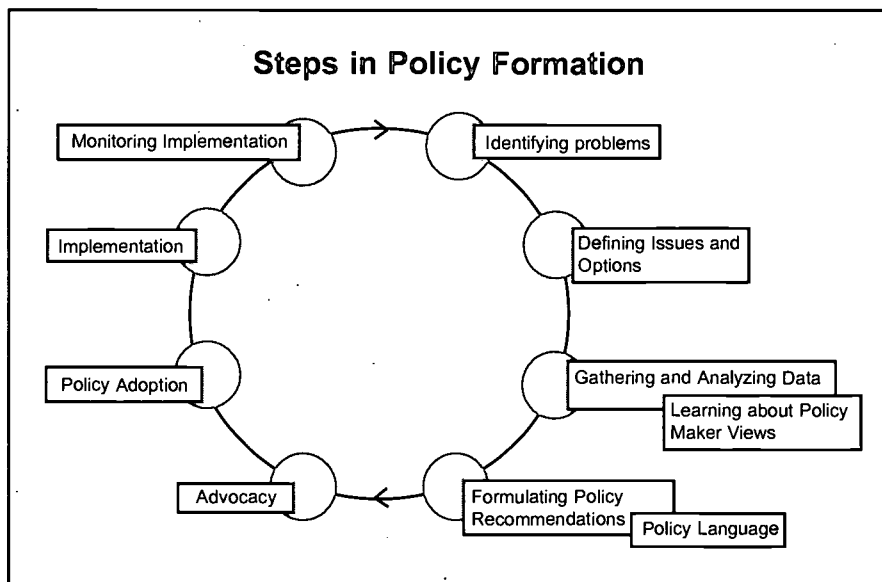 Steps in Policy Formation
Monitoring Implementation
Identifying problems
Implementation
Defining Issues and
Options
Policy Adoption
Gathering and Analyzing Data
Learning about Policy
Maker Views
Advocacy
Formulating Policy
Recommendations
Policy Language